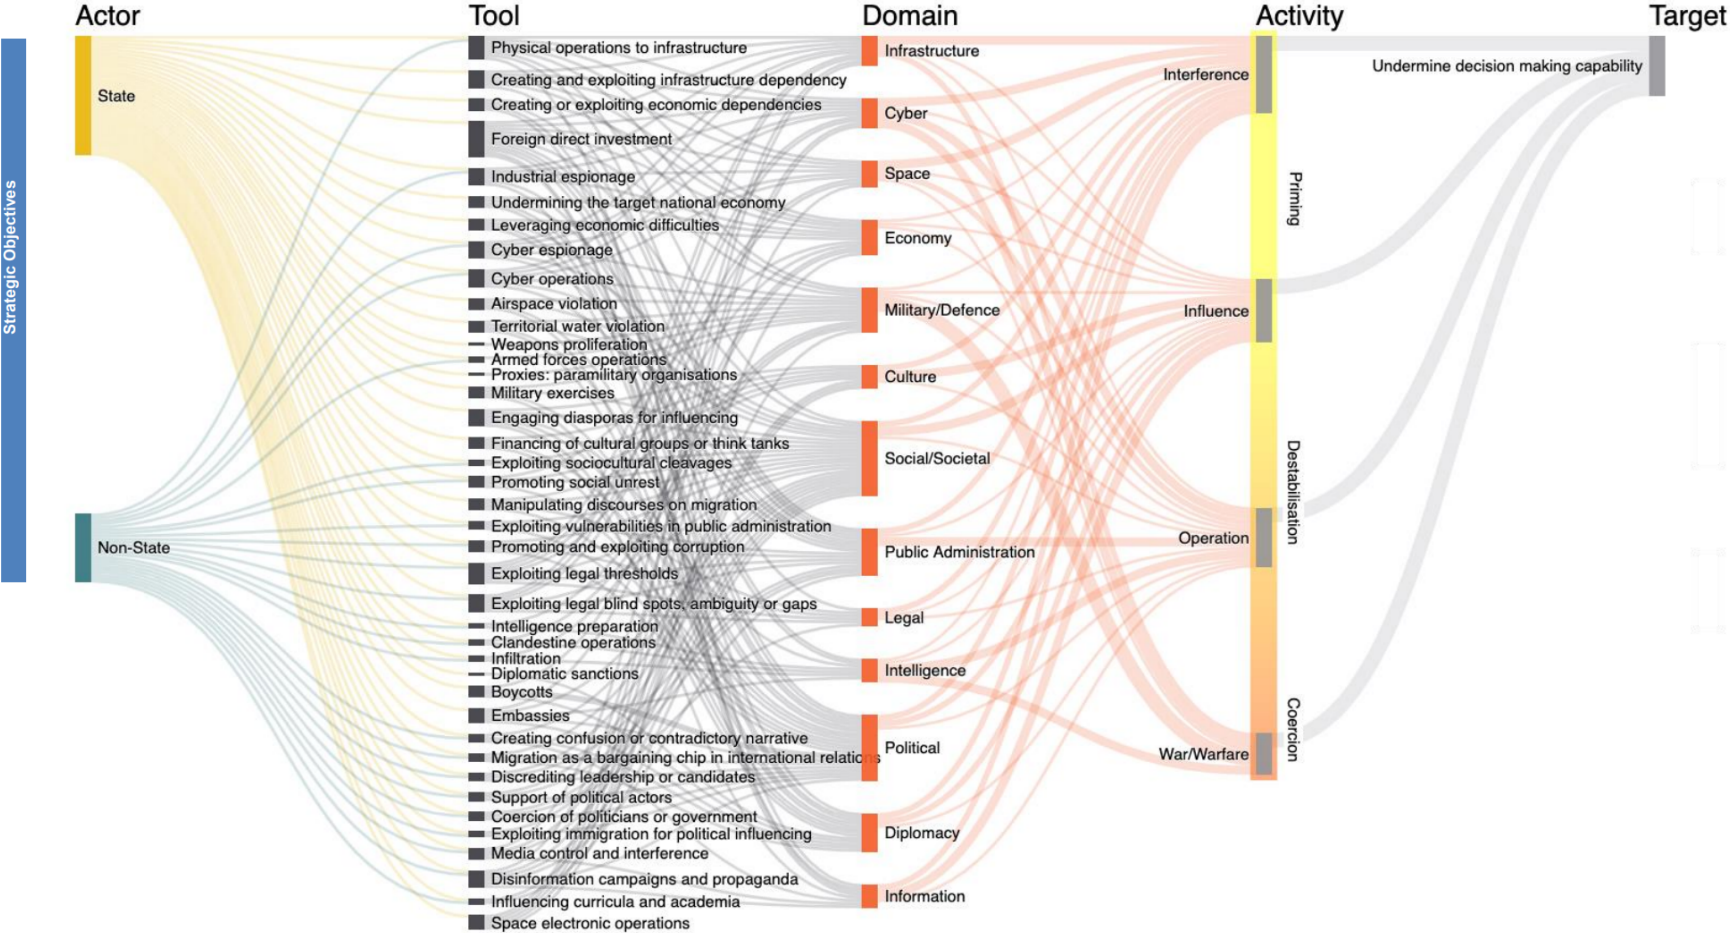 Actor
Tool
Domain
Activity
Target
Strategic Objectives
State
Non-State
Physical operations to infrastructure
Creating and exploiting infrastructure dependency
Creating or exploiting economic dependencies
Foreign direct investment
Industrial espionage
Undermining the target national economy
Leveraging economic difficulties
Cyber espionage
Cyber operations
Airspace violation
Territorial water violation
Weapons proliferation
Armed forces operations
Proxies: paramilitary organisations
Military exercises
Engaging diasporas for influencing
Financing of cultural groups or think tanks
Exploiting sociocultural cleavages
Promoting social unrest
Manipulating discourses on migration
Exploiting vulnerabilities in public administration
Promoting and exploiting corruption
Exploiting legal thresholds
Exploiting legal blind spots, ambiguity or gaps
Intelligence preparation
Clandestine operations
Infiltration
Diplomatic sanctions
Boycotts
Embassies
Creating confusion or contradictory narrative
Migration as a bargaining chip in international relations
Discrediting leadership or candidates
Support of political actors
Coercion of politicians or government
Exploiting immigration for political influencing
Media control and interference
Disinformation campaigns and propaganda
Influencing curricula and academia
Space electronic operations
Infrastructure
Cyber
Space
Economy
Military/Defence
Culture
Social/Societal
Public Administration
Legal
Intelligence
Political
Diplomacy
Information
Interference
Influence
Operation
War/Warfare
Priming
Destabilisation
Coercion
Undermine decision making capability